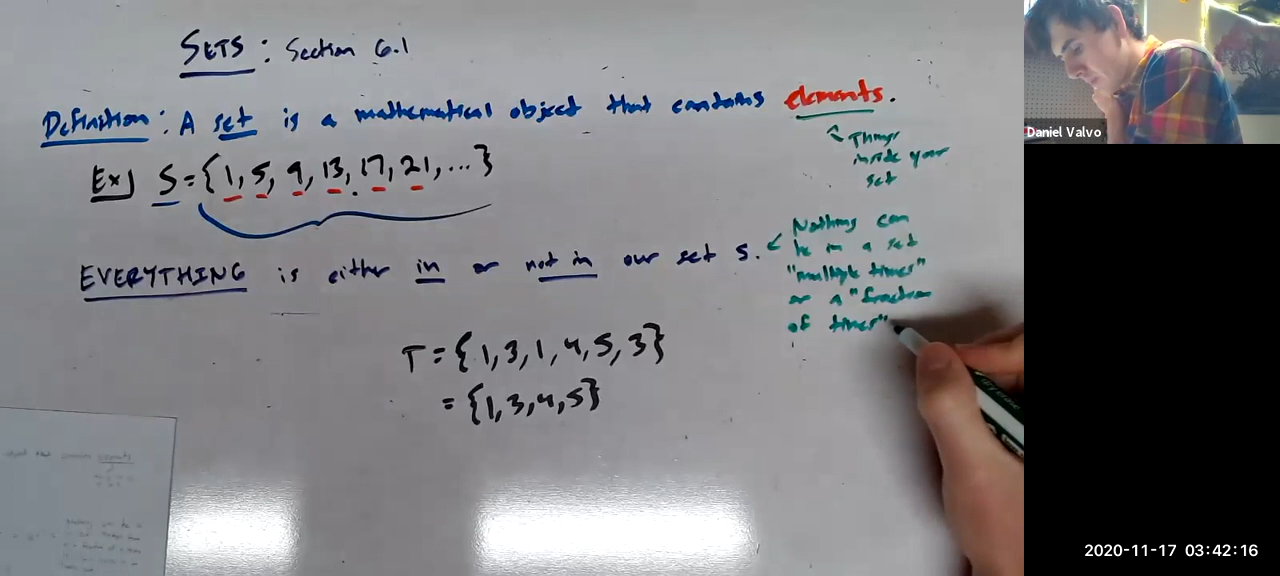 SETS: Section 6.1
Definition: A set is a mathematical object that contains elements.
↑ Things
inside your
set
Ex] S = {1, 5, 9, 13, 17, 21, ...}
EVERYTHING is either in or not in our set S.
← Nothing can
be in a set
"multiple times"
or a "fraction
of times"
T = {1, 3, 1, 4, 5, 3}
= {1, 3, 4, 5}
Daniel Valvo
2020-11-17 03:42:16